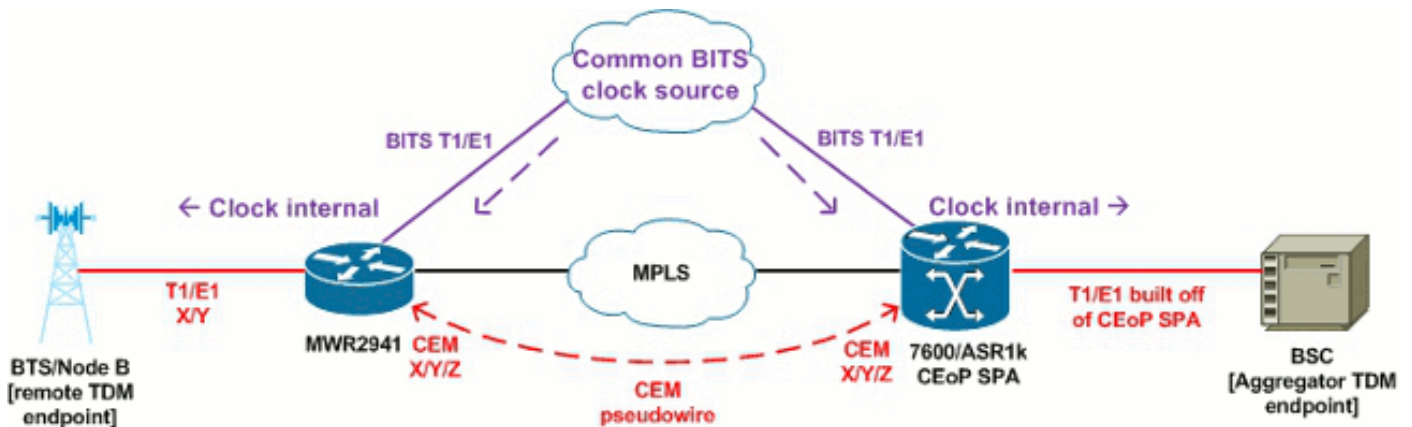 Common BITS
clock source
BITS T1/E1
BITS T1/E1
← Clock internal
Clock internal →
MPLS
T1/E1
X/Y
T1/E1 built off
of CEoP SPA
MWR2941
CEM
X/Y/Z
CEM
X/Y/Z
7600/ASR1k
CEoP SPA
BTS/Node B
[remote TDM
endpoint]
CEM
pseudowire
BSC
[Aggregator TDM
endpoint]